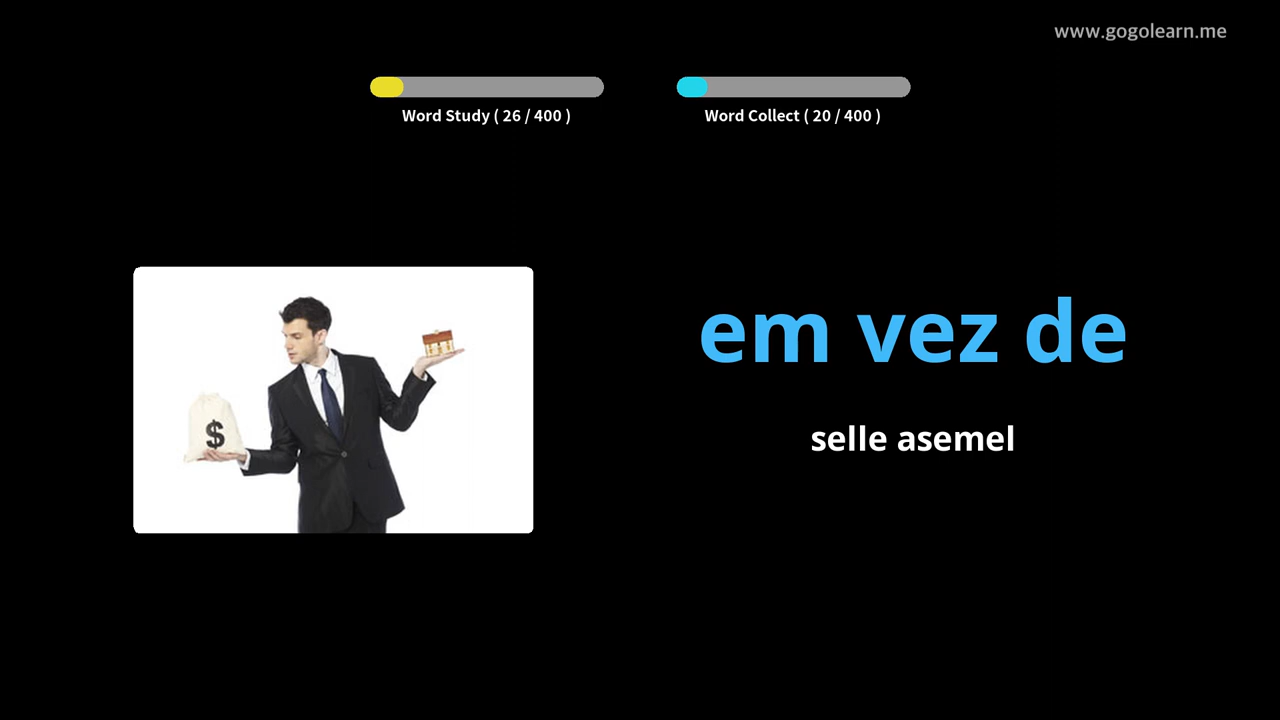 www.gogolearn.me
Word Study ( 26 / 400 )
Word Collect ( 20 / 400 )
em vez de
$
selle asemel